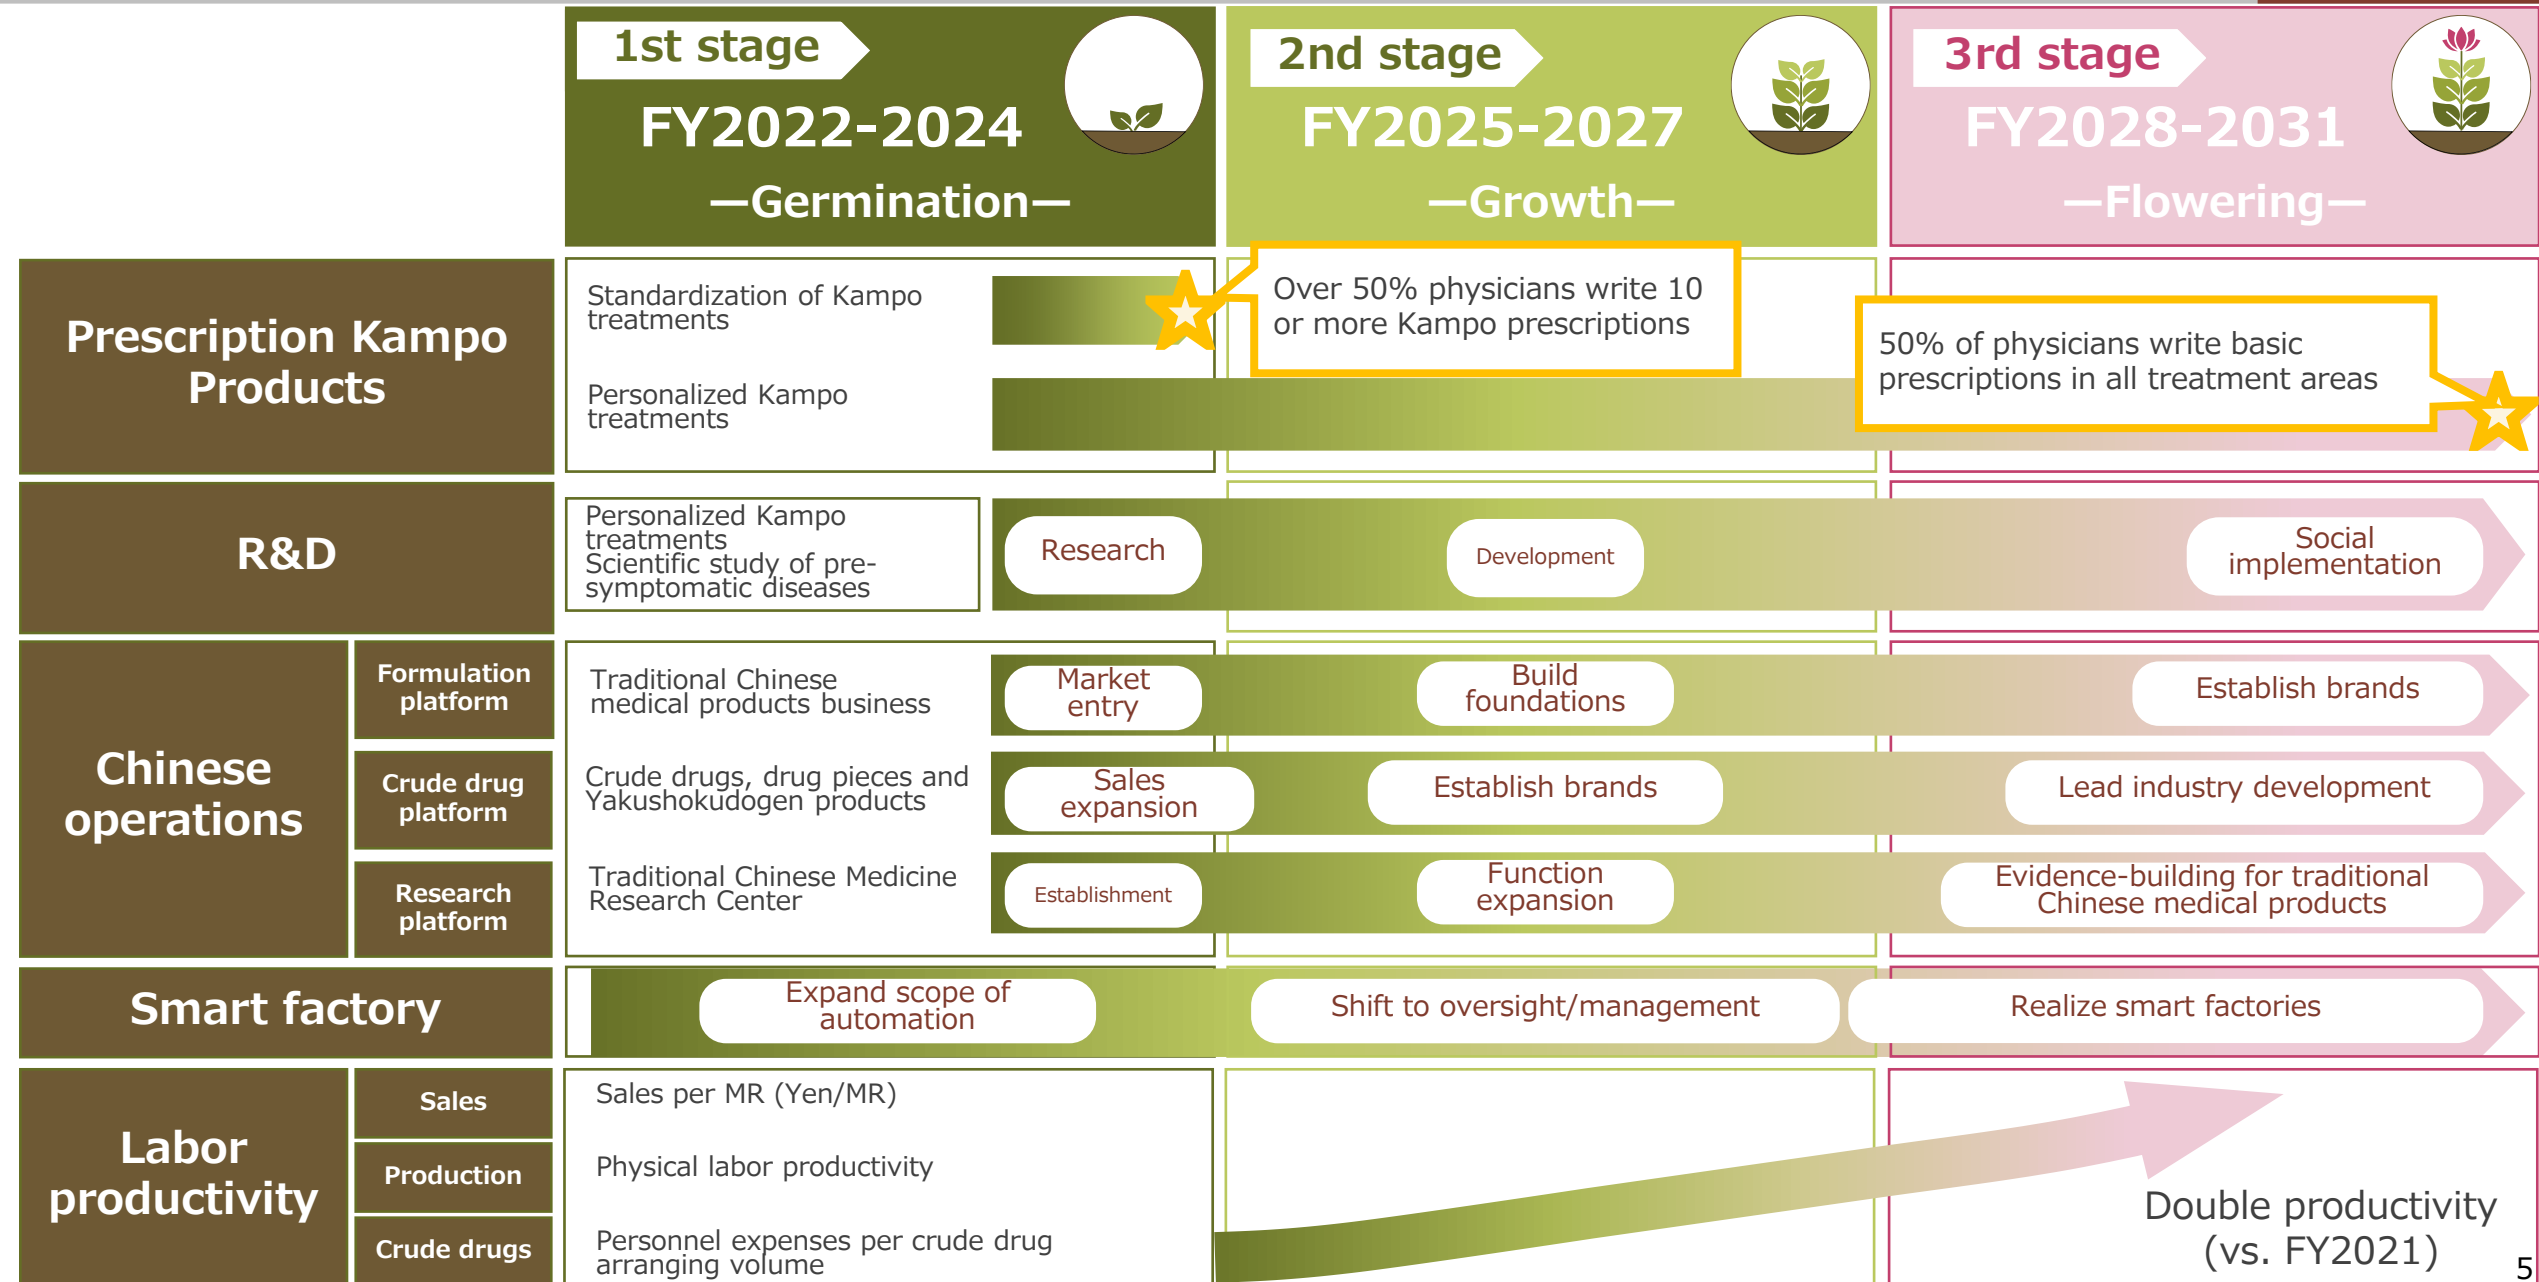 1st stage
FY2022-2024
—Germination—
2nd stage
FY2025-2027
—Growth—
3rd stage
FY2028-2031
—Flowering—
Prescription Kampo
Products
Standardization of Kampo
treatments
Personalized Kampo
treatments
Over 50% physicians write 10
or more Kampo prescriptions
50% of physicians write basic
prescriptions in all treatment areas
R&D
Personalized Kampo
treatments
Scientific study of pre-
symptomatic diseases
Research
Development
Social
implementation
Chinese
operations
Formulation
platform
Traditional Chinese
medical products business
Market
entry
Build
foundations
Establish brands
Crude drug
platform
Crude drugs, drug pieces and
Yakushokudogen products
Sales
expansion
Establish brands
Lead industry development
Research
platform
Traditional Chinese Medicine
Research Center
Establishment
Function
expansion
Evidence-building for traditional
Chinese medical products
Smart factory
Expand scope of
automation
Shift to oversight/management
Realize smart factories
Labor
productivity
Sales
Sales per MR (Yen/MR)
Production
Physical labor productivity
Crude drugs
Personnel expenses per crude drug
arranging volume
Double productivity
(vs. FY2021)
5